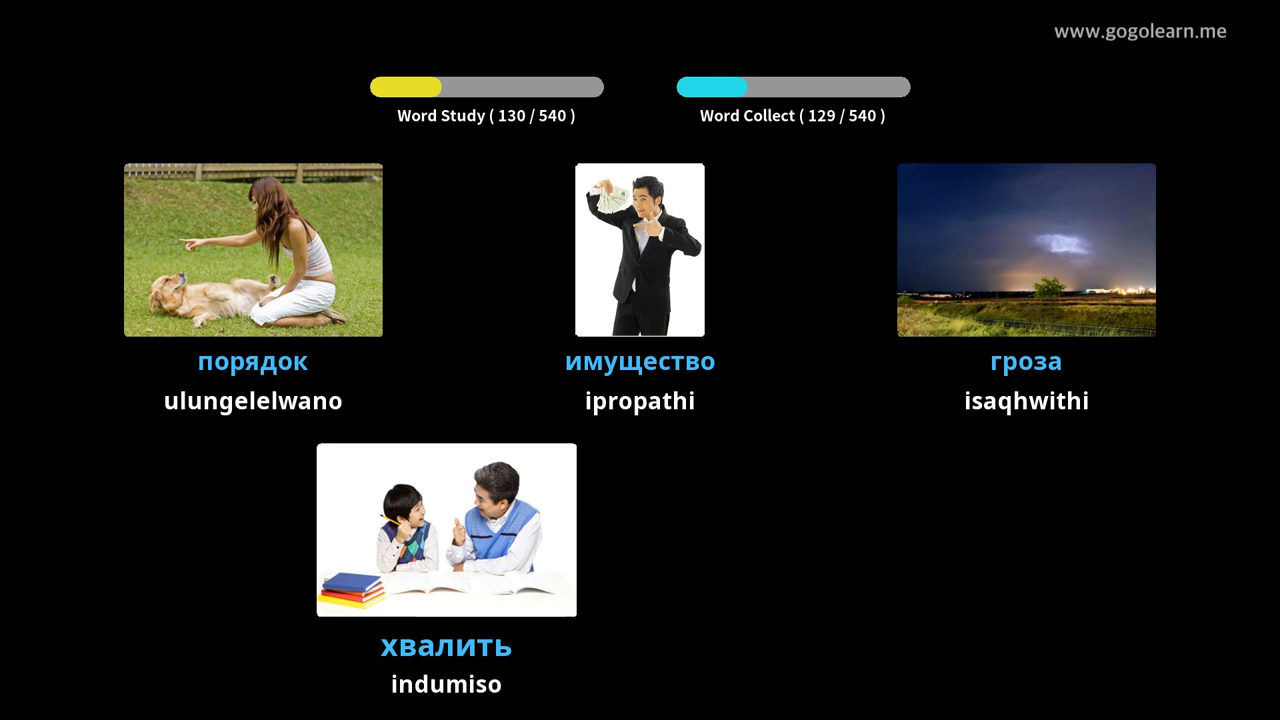 www.gogolearn.me
Word Study ( 130 / 540 )
Word Collect ( 129 / 540 )
порядок
ulungelelwano
имущество
ipropathi
гроза
isaqhwithi
хвалить
indumiso